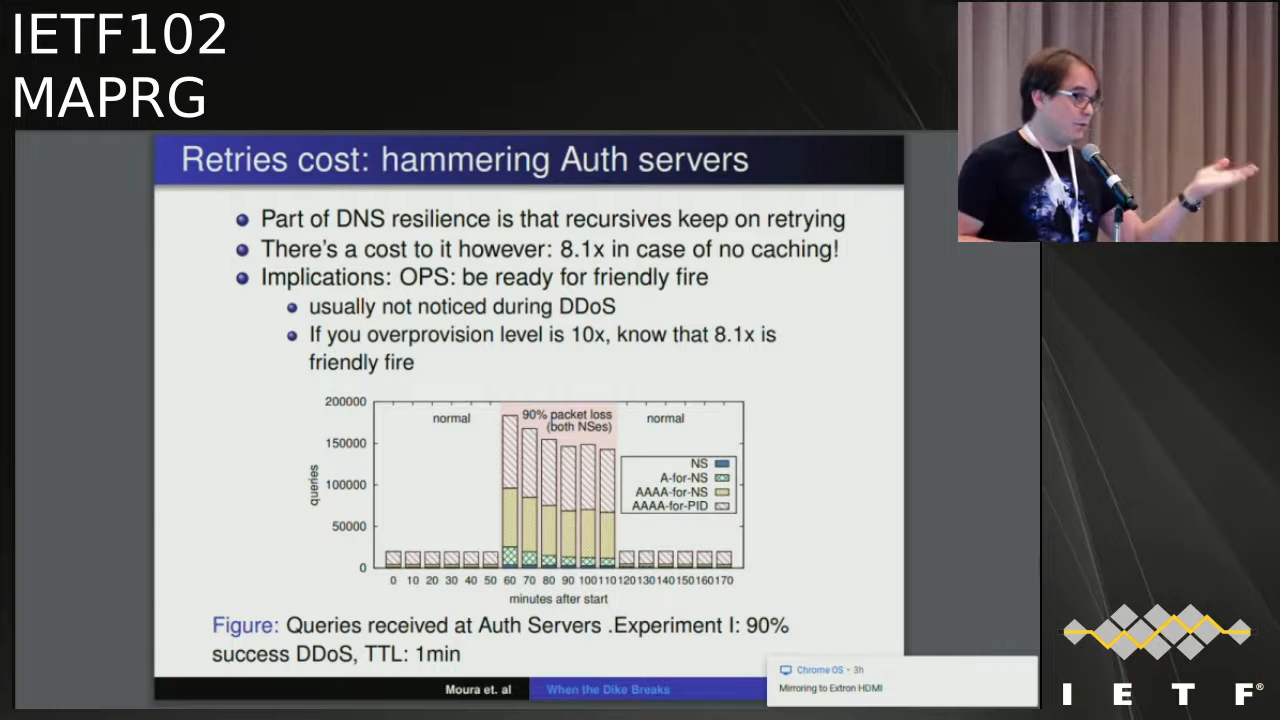 IETF102
MAPRG
Retries cost: hammering Auth servers
Part of DNS resilience is that recursives keep on retrying
There's a cost to it however: 8.1x in case of no caching!
Implications: OPS: be ready for friendly fire
usually not noticed during DDoS
If you overprovision level is 10x, know that 8.1x is
friendly fire
200000
150000
100000
50000
0
queries
normal
90% packet loss
(both NSes)
normal
NS
A-for-NS
AAAA-for-NS
AAAA-for-PID
0 10 20 30 40 50 60 70 80 90 100 110 120 130 140 150 160 170
minutes after start
Figure: Queries received at Auth Servers .Experiment I: 90%
success DDoS, TTL: 1min
Moura et. al
When the Dike Breaks
Chrome OS • 3h
Mirroring to Extron HDMI
I E T F®